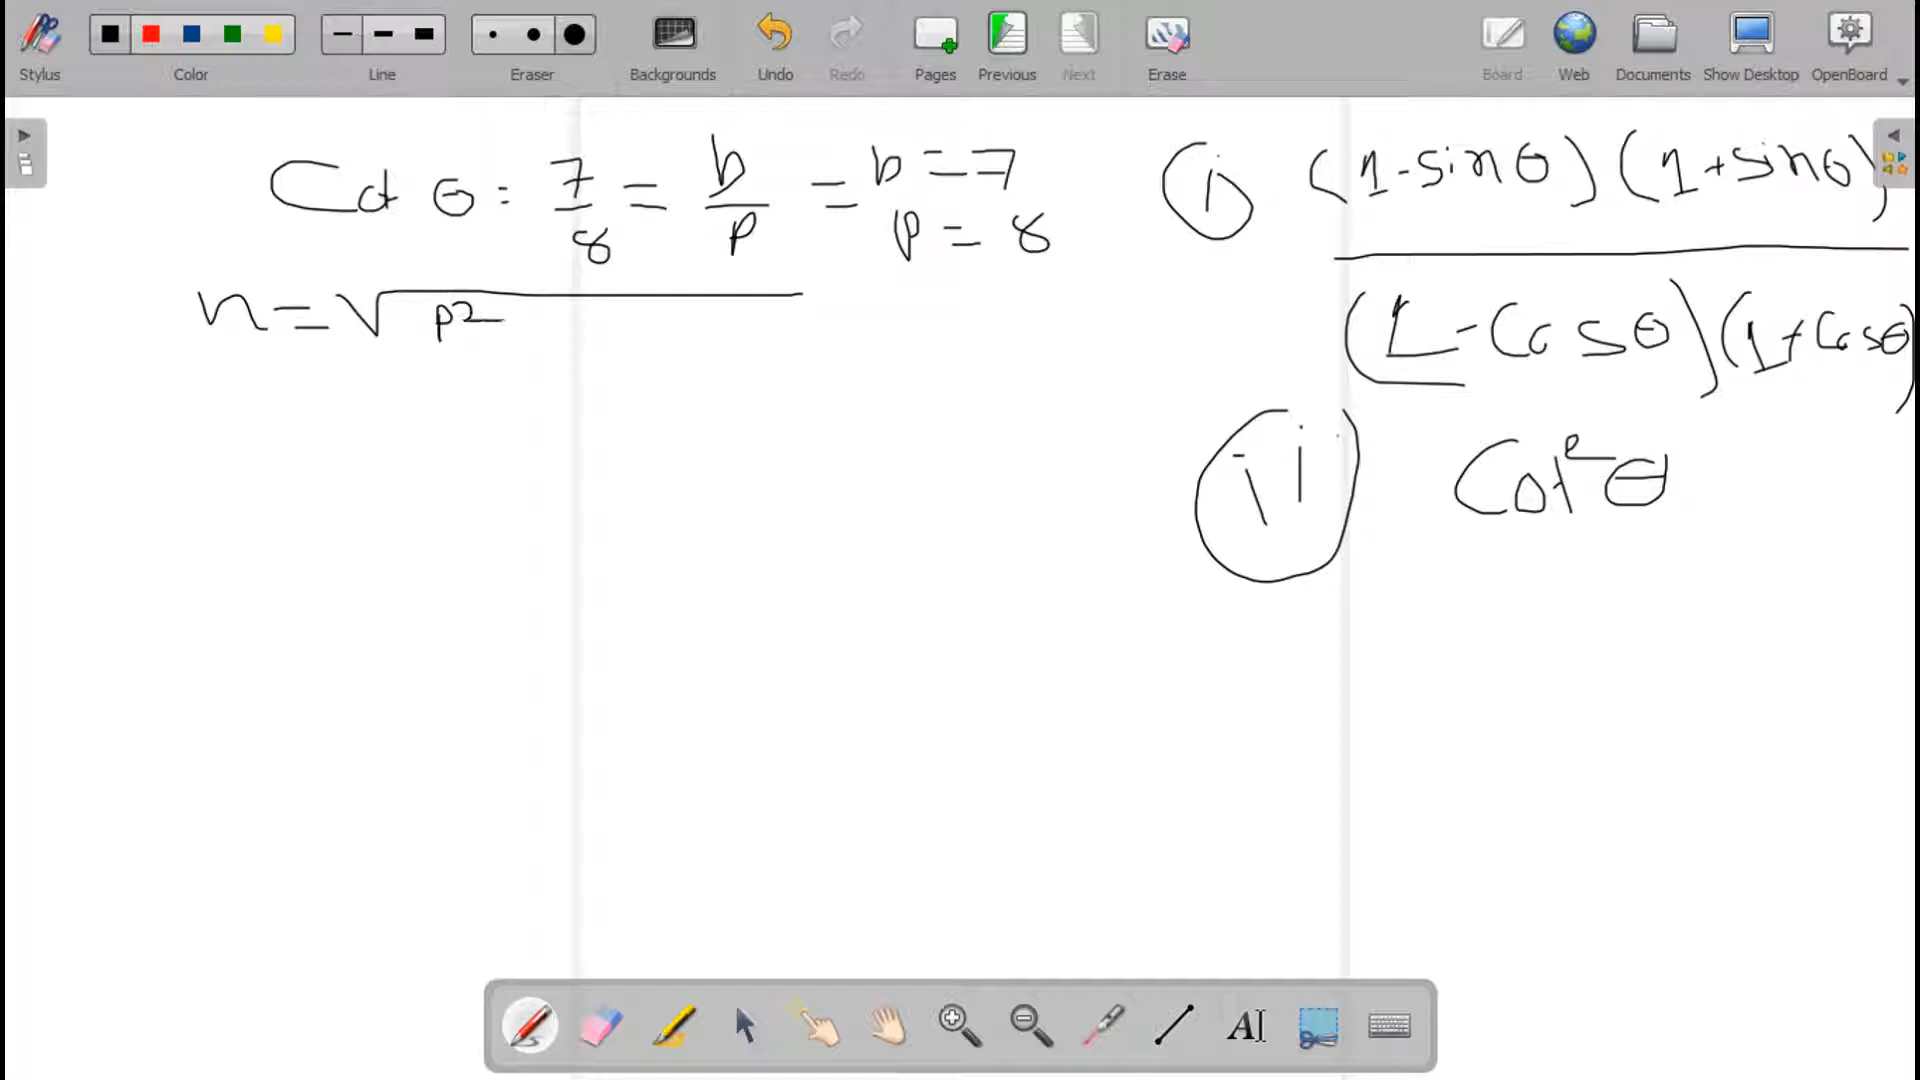 Stylus Color Line Eraser Backgrounds Undo Redo Pages Previous Next Erase Board Web Documents Show Desktop OpenBoard
Cot θ = 7/8 = b/p = b = 7
p = 8
h = √p²
(i) (1 - sin θ) (1 + sin θ)
(1 - Cos θ) (1 + Cos θ)
(ii) Cot² θ
AI